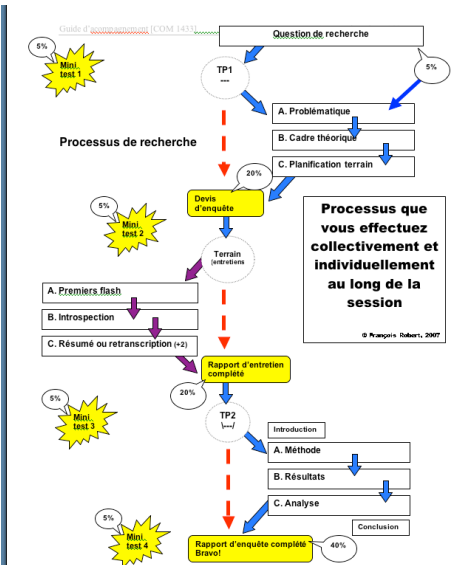 Guide d'acompagnement [COM 1433]
Question de recherche
5%
Mini
test 1
TP1
---
5%
A. Problématique
B. Cadre théorique
Processus de recherche
C. Planification terrain
20%
Devis
d'enquête
5%
Mini
test 2
Processus que
vous effectuez
collectivement et
individuellement
au long de la
session
© François Robert, 2007
Terrain
|entretiens
A. Premiers flash
B. Introspection
C. Résumé ou retranscription (+2)
Rapport d'entretien
complété
20%
5%
Mini
test 3
TP2
\---/
Introduction
A. Méthode
B. Résultats
C. Analyse
Conclusion
5%
Mini
test 4
Rapport d'enquête complété
Bravo!
40%